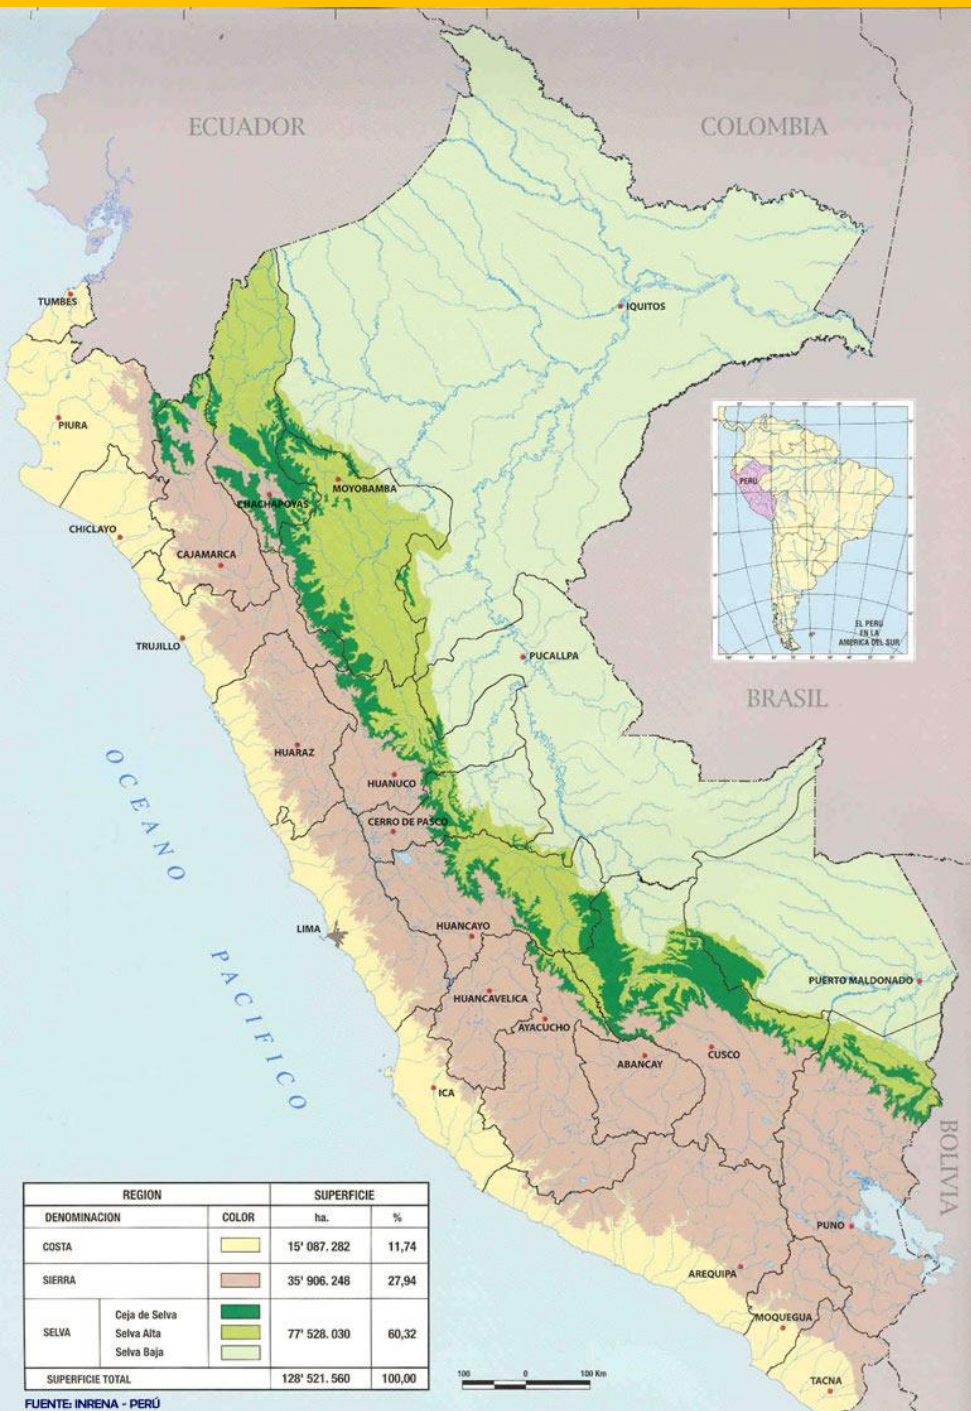 ECUADOR
COLOMBIA
TUMBES
IQUITOS
PIURA
MOYOBAMBA
CHACHAPOYAS
PERU
CHICLAYO
CAJAMARCA
EL PERU
EN LA
AMERICA DEL SUR
TRUJILLO
PUCALLPA
BRASIL
HUARAZ
HUANUCO
CERRO DE PASCO
OCEANO PACIFICO
LIMA
HUANCAYO
PUERTO MALDONADO
HUANCAVELICA
AYACUCHO
ABANCAY
CUSCO
ICA
BOLIVIA
PUNO
AREQUIPA
MOQUEGUA
TACNA
REGION SUPERFICIE
DENOMINACION COLOR ha. %
COSTA 15' 087. 282 11,74
SIERRA 35' 906. 248 27,94
SELVA Ceja de Selva
Selva Alta 77' 528. 030 60,32
Selva Baja
SUPERFICIE TOTAL 128' 521. 560 100,00
100 0 100 Km
FUENTE: INRENA - PERÚ